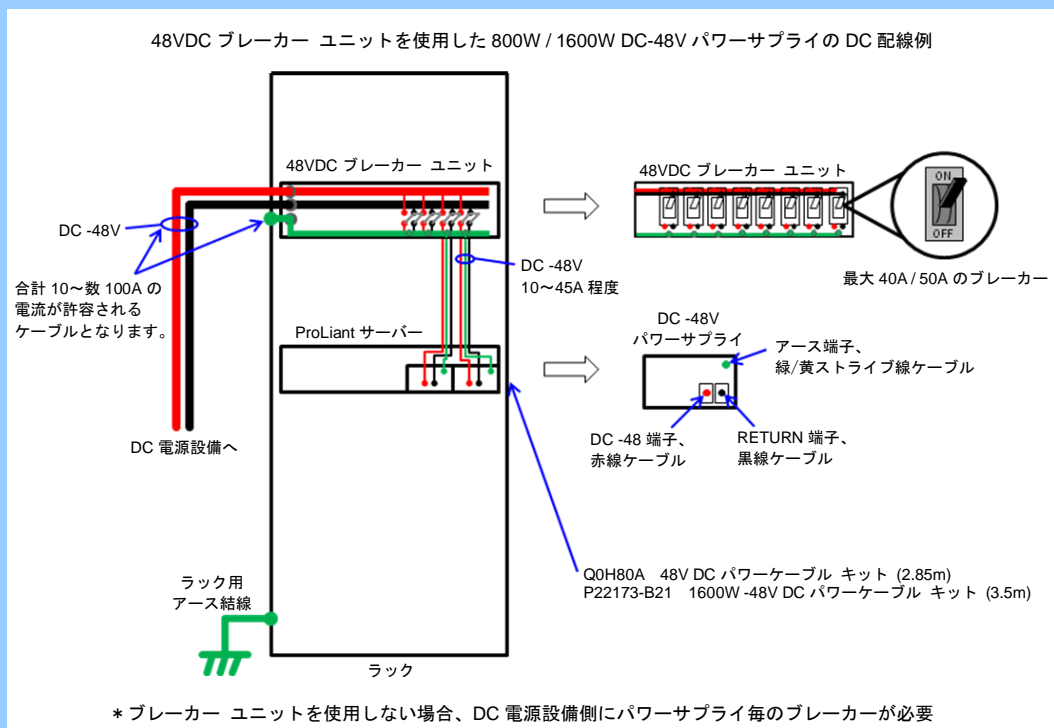 48VDC ブレーカー ユニットを使用した 800W / 1600W DC-48V パワーサプライの DC 配線例
48VDC ブレーカー ユニット
48VDC ブレーカー ユニット
ON
OFF
DC -48V
合計 10～数 100A の
電流が許容される
ケーブルとなります。
DC -48V
10～45A 程度
最大 40A / 50A のブレーカー
ProLiant サーバー
DC -48V
パワーサプライ
アース端子、
緑/黄ストライブ線ケーブル
DC 電源設備へ
DC -48 端子、
赤線ケーブル
RETURN 端子、
黒線ケーブル
Q0H80A 48V DC パワーケーブル キット (2.85m)
P22173-B21 1600W -48V DC パワーケーブル キット (3.5m)
ラック用
アース結線
ラック
* ブレーカー ユニットを使用しない場合、DC 電源設備側にパワーサプライ毎のブレーカーが必要